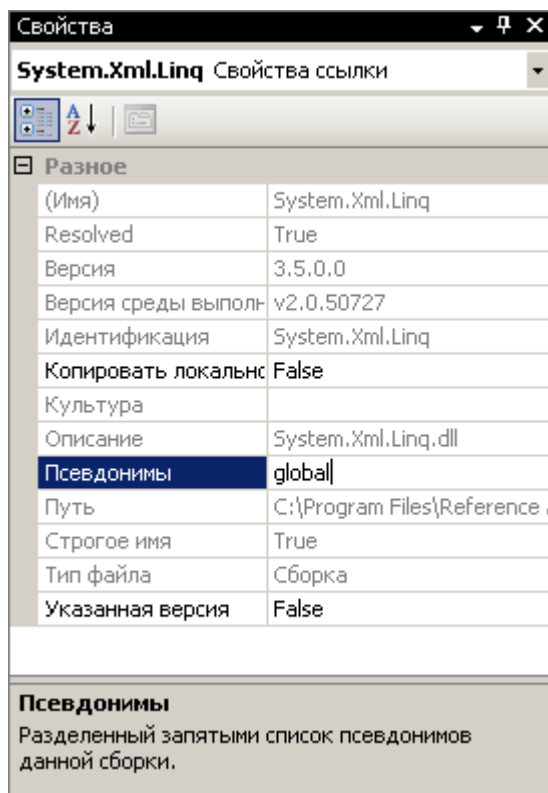 Свойства
System.Xml.Linq Свойства ссылки
Разное
(Имя) System.Xml.Linq
Resolved True
Версия 3.5.0.0
Версия среды выполн v2.0.50727
Идентификация System.Xml.Linq
Копировать локальнс False
Культура
Описание System.Xml.Linq.dll
Псевдонимы global
Путь C:\Program Files\Reference
Строгое имя True
Тип файла Сборка
Указанная версия False
Псевдонимы
Разделенный запятыми список псевдонимов
данной сборки.